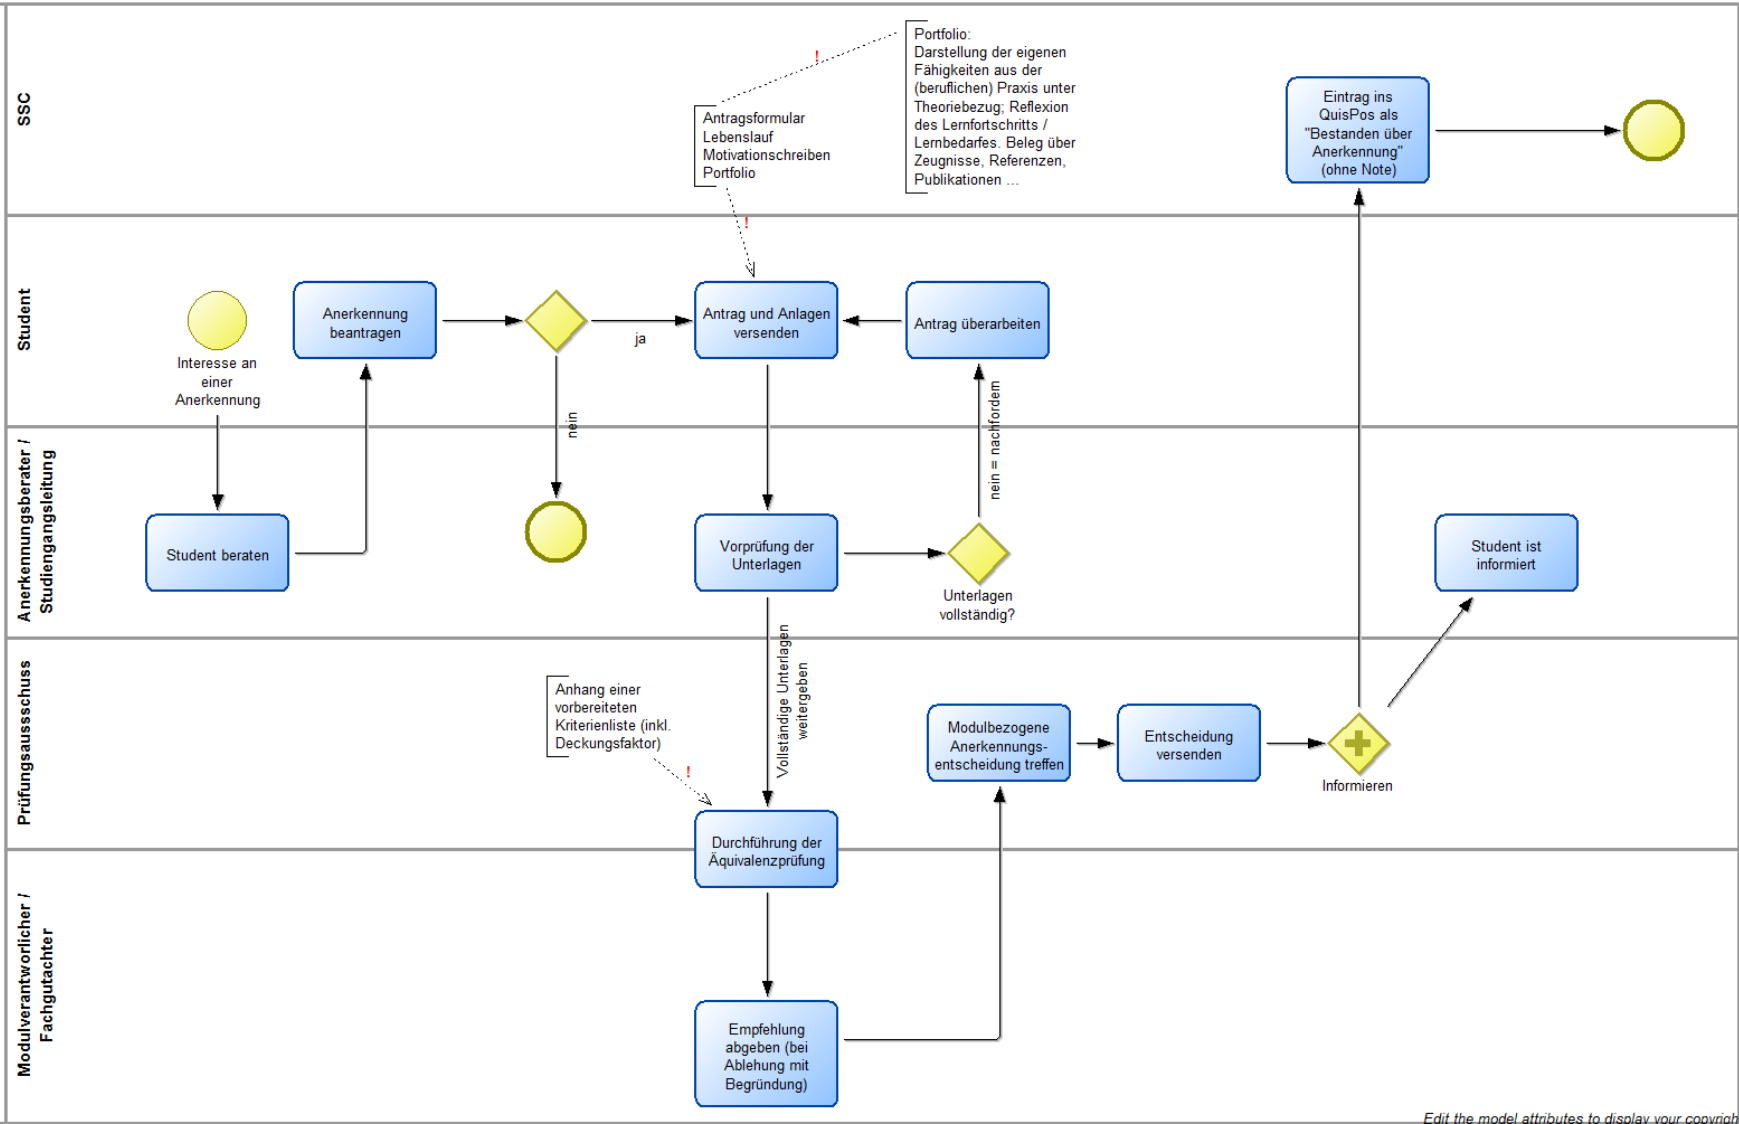 SSC
Portfolio:
Darstellung der eigenen
Fähigkeiten aus der
(beruflichen) Praxis unter
Theoriebezug; Reflexion
des Lernfortschritts /
Lernbedarfes. Beleg über
Zeugnisse, Referenzen,
Publikationen ...
!
Antragsformular
Lebenslauf
Motivationschreiben
Portfolio
!
Eintrag ins
QuisPos als
"Bestanden über
Anerkennung"
(ohne Note)
Student
Interesse an
einer
Anerkennung
Anerkennung
beantragen
ja
nein
Antrag und Anlagen
versenden
Antrag überarbeiten
nein = nachfordern
Anerkennungsberater /
Studiengangsleitung
Student beraten
Vorprüfung der
Unterlagen
Unterlagen
vollständig?
Student ist
informiert
Prüfungsaussschuss
Vollständige Unterlagen
weitergeben
Anhang einer
vorbereiteten
Kriterienliste (inkl.
Deckungsfaktor)
!
Modulbezogene
Anerkennungs-
entscheidung treffen
Entscheidung
versenden
Informieren
Durchführung der
Äquivalenzprüfung
Modulverantworlicher /
Fachgutachter
Empfehlung
abgeben (bei
Ablehung mit
Begründung)
Edit the model attributes to display your copyrigh